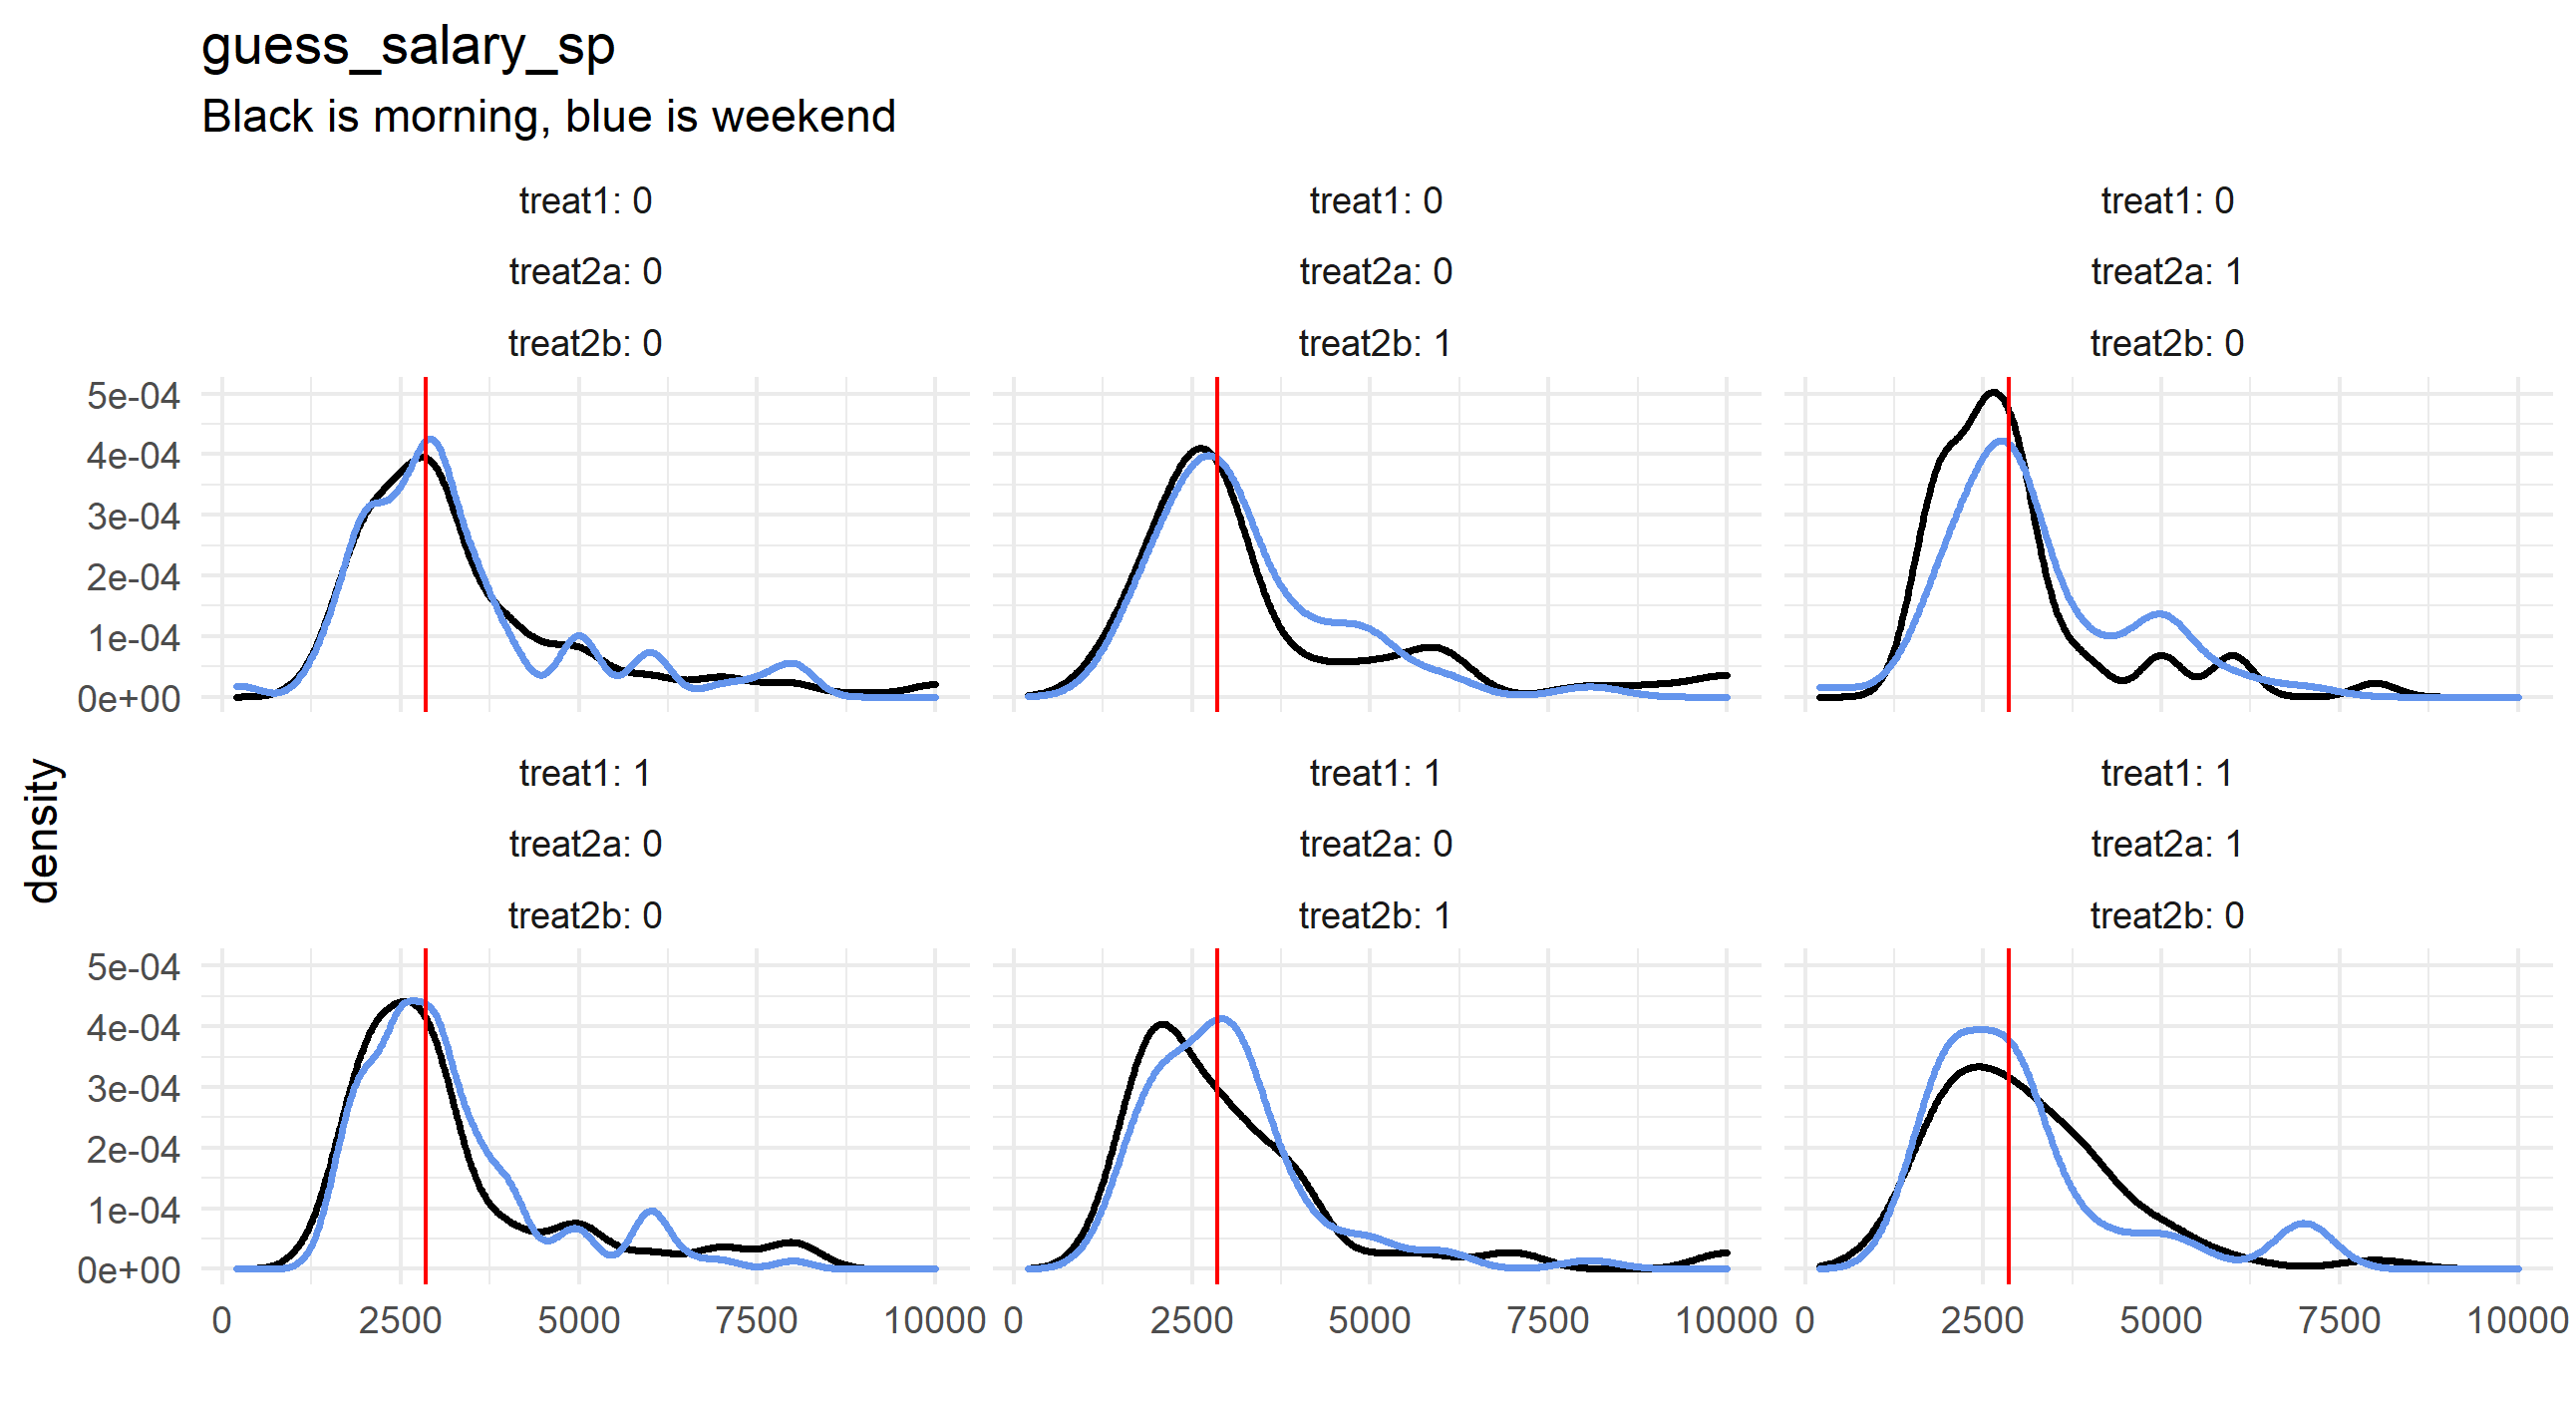 guess_salary_sp
Black is morning, blue is weekend
treat1: 0
treat2a: 0
treat2b: 0
treat1: 0
treat2a: 0
treat2b: 1
treat1: 0
treat2a: 1
treat2b: 0
5e-04
4e-04
3e-04
2e-04
1e-04
0e+00
density
treat1: 1
treat2a: 0
treat2b: 0
treat1: 1
treat2a: 0
treat2b: 1
treat1: 1
treat2a: 1
treat2b: 0
5e-04
4e-04
3e-04
2e-04
1e-04
0e+00
0 2500 5000 7500 10000
0 2500 5000 7500 10000
0 2500 5000 7500 10000